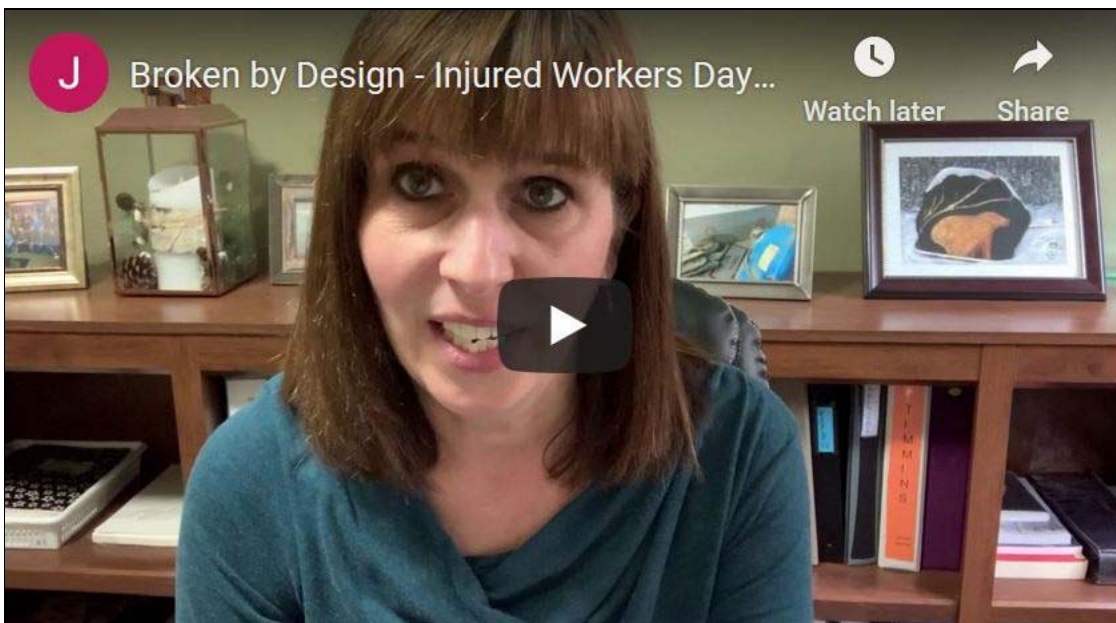 J
Broken by Design - Injured Workers Day...
Watch later
Share
TIMMINS